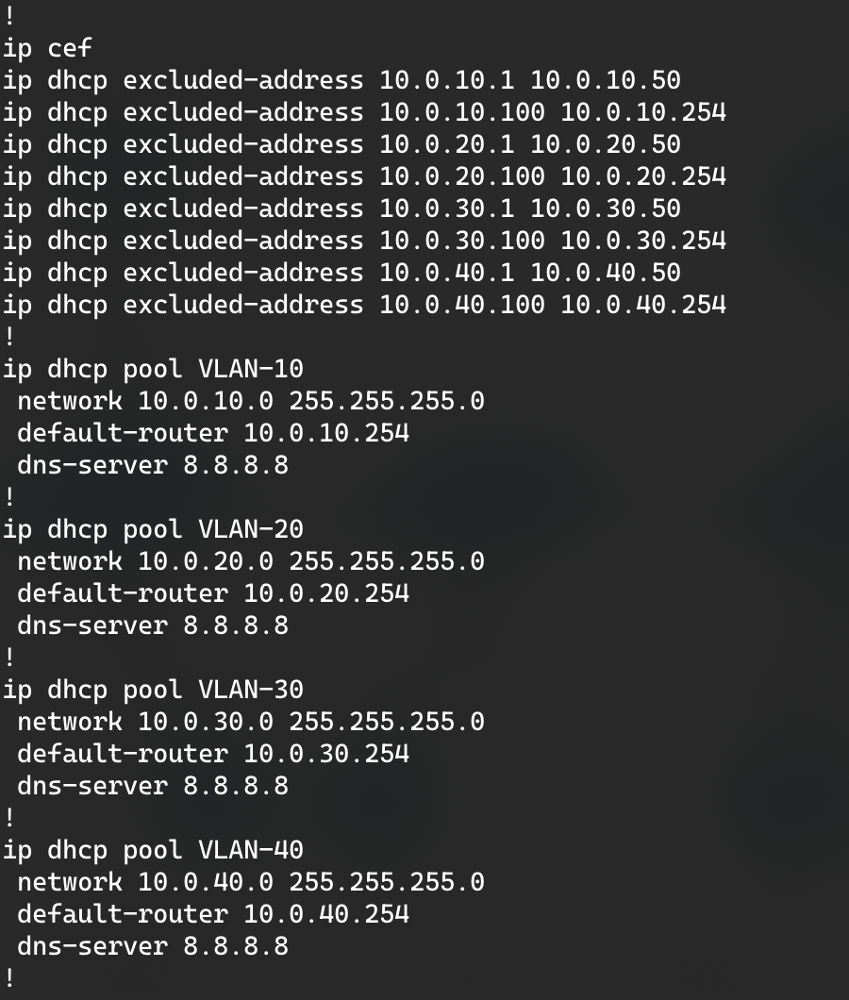 !
ip cef
ip dhcp excluded-address 10.0.10.1 10.0.10.50
ip dhcp excluded-address 10.0.10.100 10.0.10.254
ip dhcp excluded-address 10.0.20.1 10.0.20.50
ip dhcp excluded-address 10.0.20.100 10.0.20.254
ip dhcp excluded-address 10.0.30.1 10.0.30.50
ip dhcp excluded-address 10.0.30.100 10.0.30.254
ip dhcp excluded-address 10.0.40.1 10.0.40.50
ip dhcp excluded-address 10.0.40.100 10.0.40.254
!
ip dhcp pool VLAN-10
 network 10.0.10.0 255.255.255.0
 default-router 10.0.10.254
 dns-server 8.8.8.8
!
ip dhcp pool VLAN-20
 network 10.0.20.0 255.255.255.0
 default-router 10.0.20.254
 dns-server 8.8.8.8
!
ip dhcp pool VLAN-30
 network 10.0.30.0 255.255.255.0
 default-router 10.0.30.254
 dns-server 8.8.8.8
!
ip dhcp pool VLAN-40
 network 10.0.40.0 255.255.255.0
 default-router 10.0.40.254
 dns-server 8.8.8.8
!